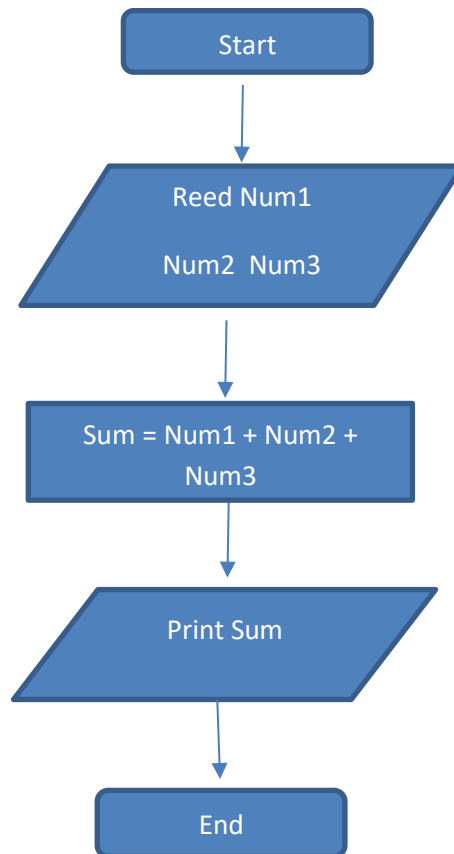 Start
Reed Num1
Num2 Num3
Sum = Num1 + Num2 +
Num3
Print Sum
End